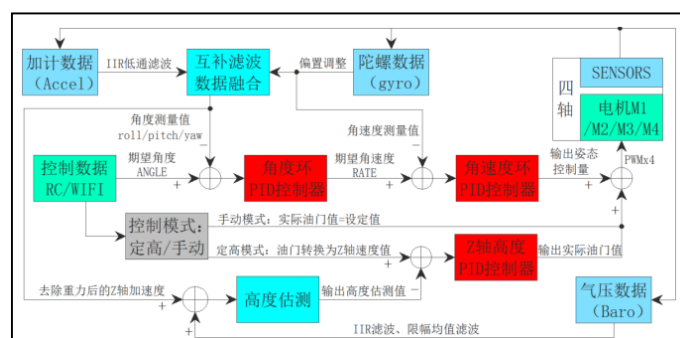 加计数据
（Accel）
IIR低通滤波
互补滤波
数据融合
偏置调整
陀螺数据
（gyro）
四
轴
SENSORS
电机M1
/M2/M3/M4
角度测量值
roll/pitch/yaw
角速度测量值
控制数据
RC/WIFI
期望角度
ANGLE
角度环
PID控制器
期望角速度
RATE
角速度环
PID控制器
输出姿态
控制量
PWMx4
控制模式：
定高/手动
手动模式：实际油门值=设定值
定高模式：油门转换为Z轴速度值
Z轴高度
PID控制器
输出实际油门值
去除重力后的Z轴加速度
高度估测
输出高度估测值
气压数据
（Baro）
IIR滤波、限幅均值滤波